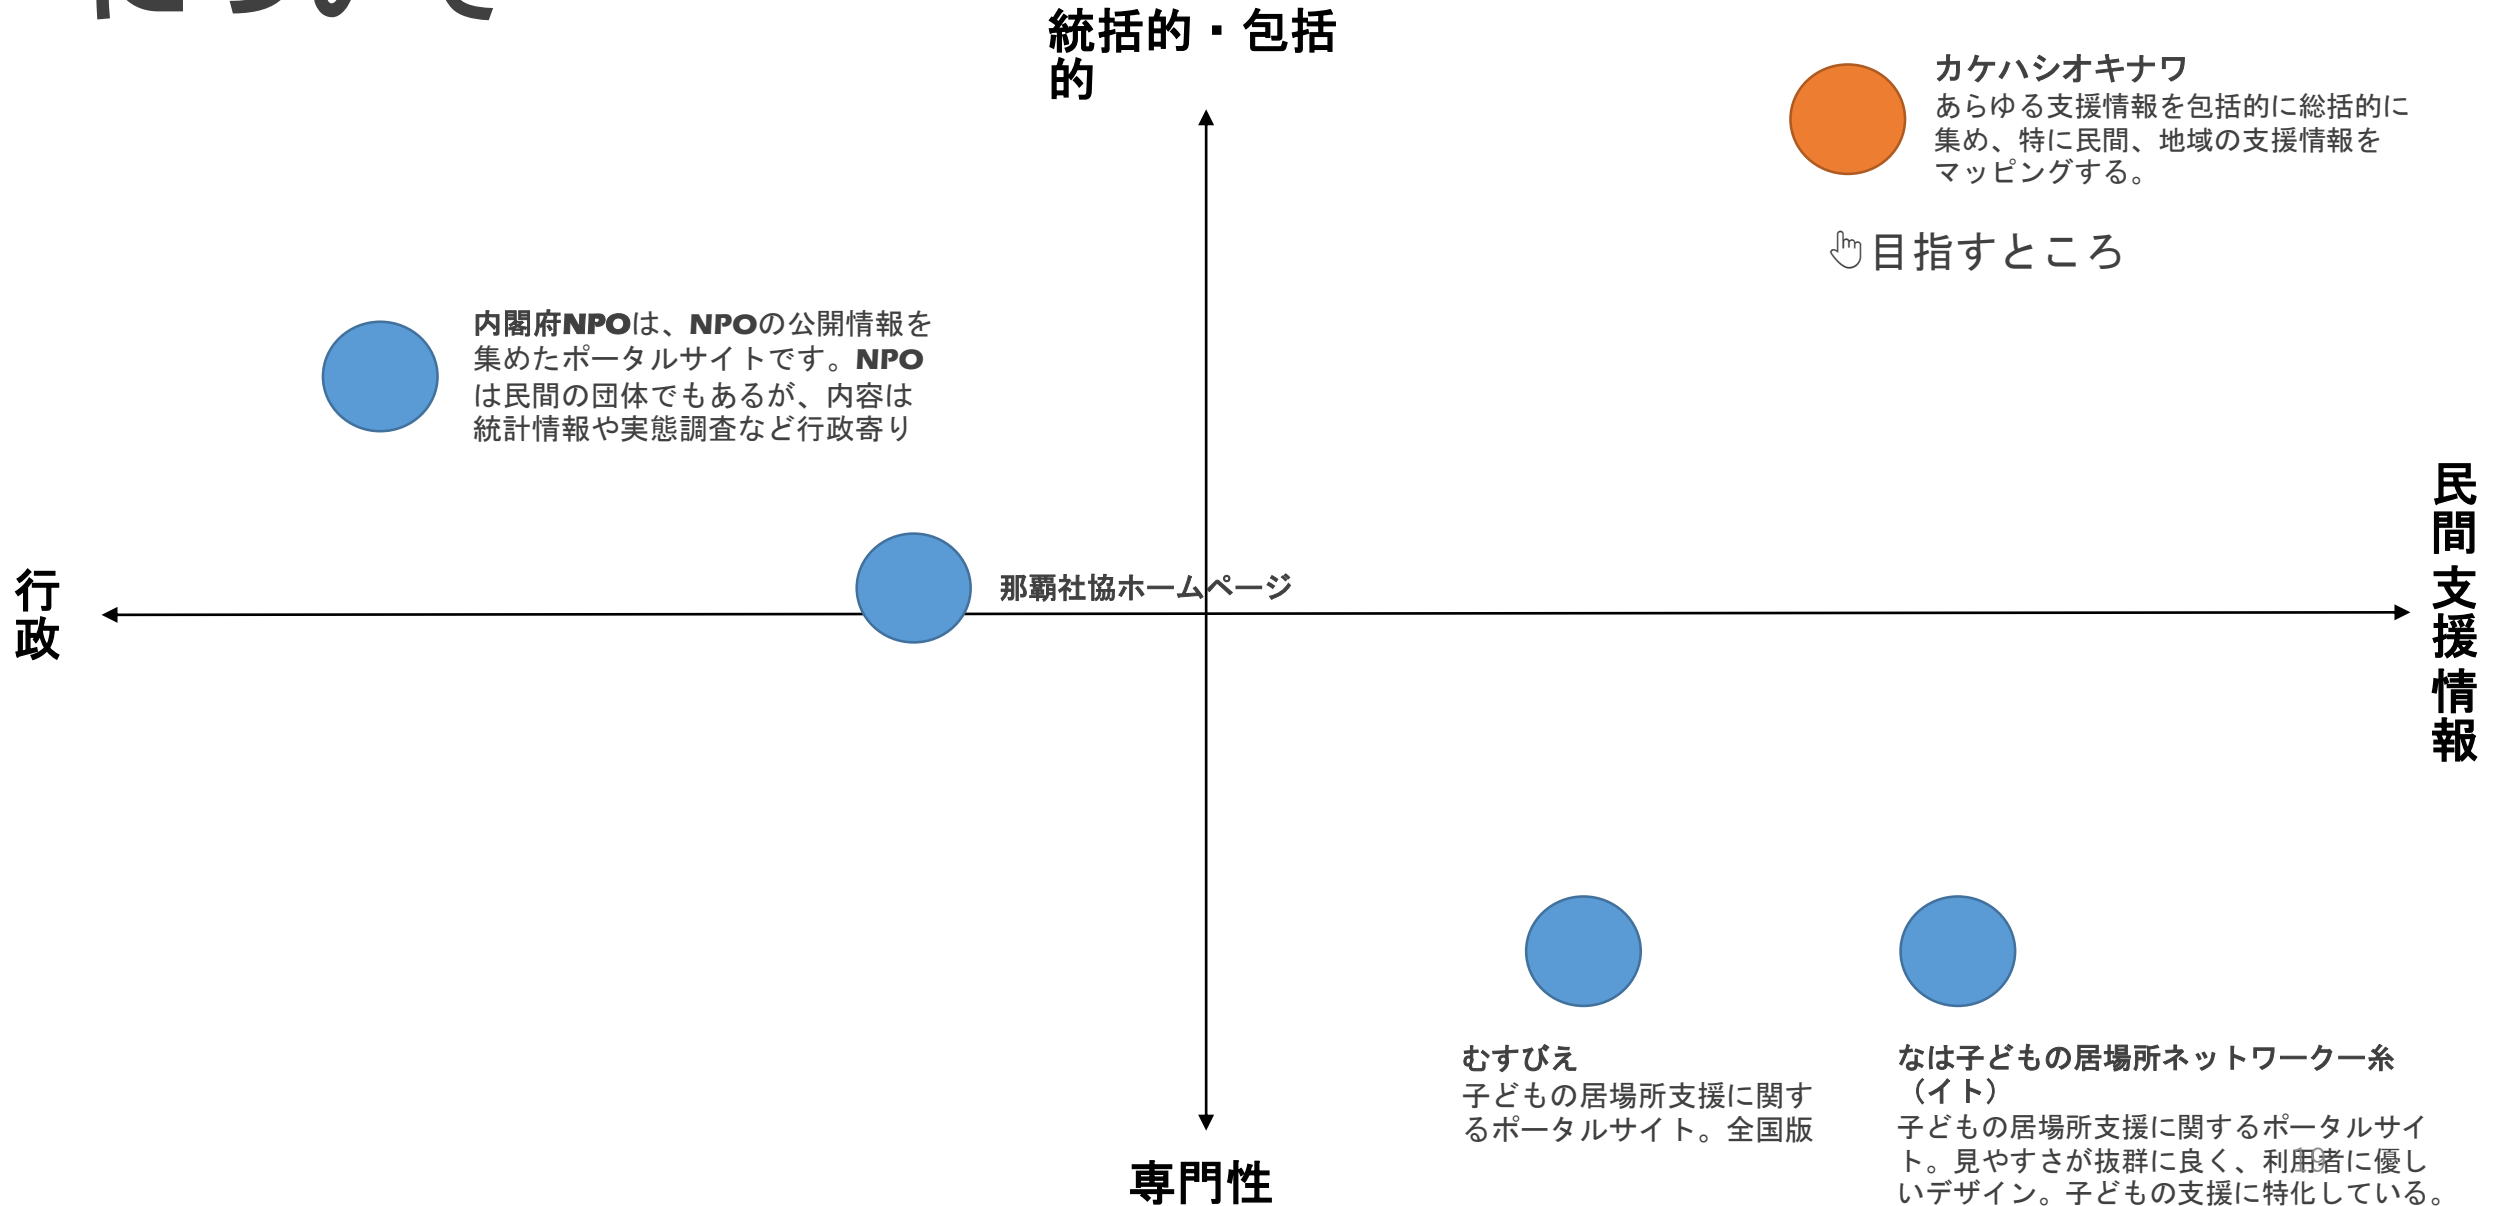 統括的・包括
的
カケハシオキナワ
あらゆる支援情報を包括的に総括的に
集め、特に民間、地域の支援情報を
マッピングする。
目指すところ
内閣府NPOは、NPOの公開情報を
集めたポータルサイトです。NPO
は民間の団体でもあるが、内容は
統計情報や実態調査など行政寄り
民間支援情報
行政
那覇社協ホームページ
むすびえ
子どもの居場所支援に関す
るポータルサイト。全国版
なは子どもの居場所ネットワーク糸
（イト）
子どもの居場所支援に関するポータルサイ
ト。見やすさが抜群に良く、利用者に優し
いデザイン。子どもの支援に特化している。
19
専門性